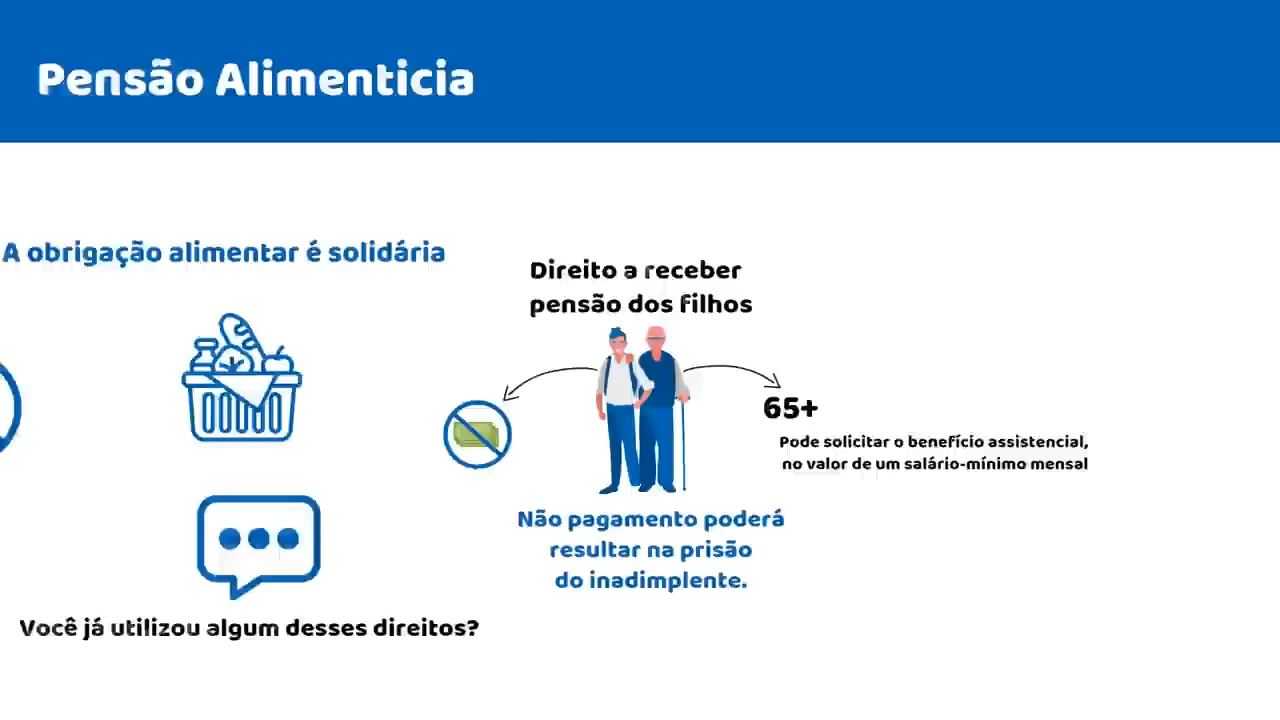 Pensão Alimenticia
A obrigação alimentar é solidária
Você já utilizou algum desses direitos?
Direito a receber
pensão dos filhos
65+
Pode solicitar o benefício assistencial,
no valor de um salário-mínimo mensal
Não pagamento poderá
resultar na prisão
do inadimplente.